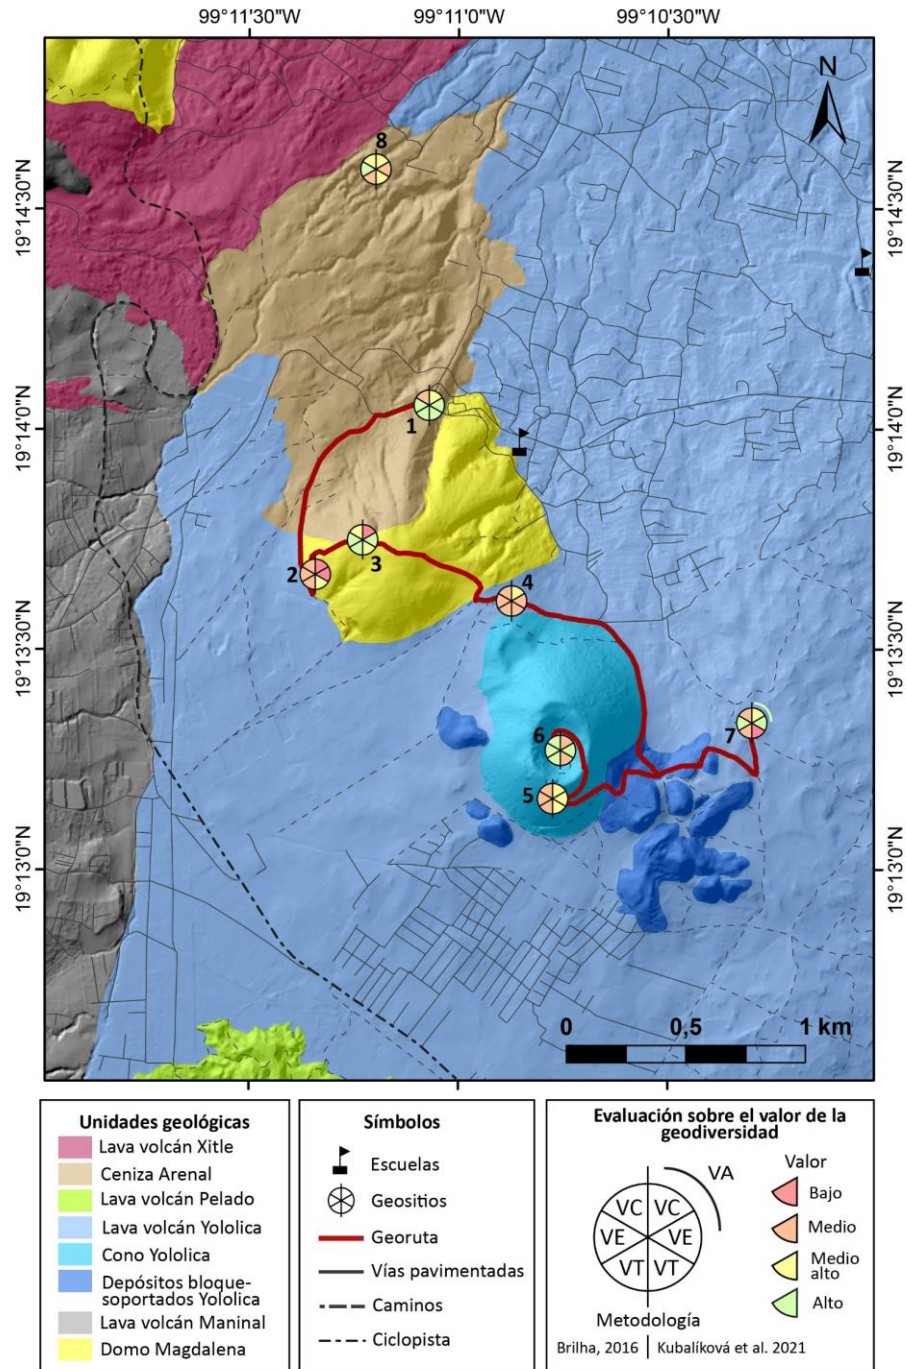 99°11'30"W 99°11'0"W 99°10'30"W
N
8
19°14'30"N 19°14'30"N
1
19°14'0"N 19°14'0"N
2 3
4
19°13'30"N 19°13'30"N
7
6
5
19°13'0"N 19°13'0"N
0 0,5 1 km
Unidades geológicas
Lava volcán Xitle
Ceniza Arenal
Lava volcán Pelado
Lava volcán Yololica
Cono Yololica
Depósitos bloque-
soportados Yololica
Lava volcán Maninal
Domo Magdalena
Símbolos
Escuelas
Geositios
Georuta
Vías pavimentadas
Caminos
Ciclopista
Evaluación sobre el valor de la
geodiversidad
VA
VC VC
VE VE
VT VT
Metodología
Brilha, 2016 | Kubalíková et al. 2021
Valor
Bajo
Medio
Medio
alto
Alto